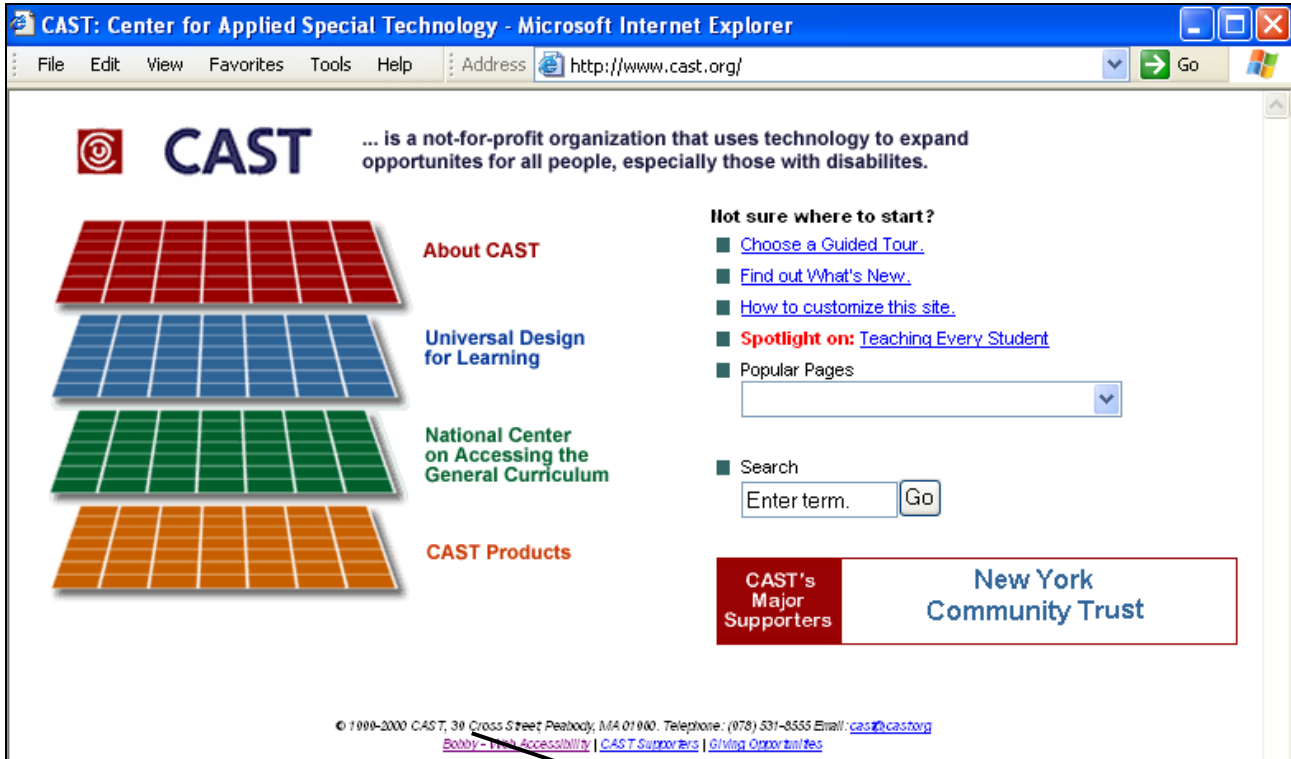 CAST: Center for Applied Special Technology - Microsoft Internet Explorer
File Edit View Favorites Tools Help Address http://www.cast.org/ Go
CAST
... is a not-for-profit organization that uses technology to expand
opportunites for all people, especially those with disabilites.
About CAST
Universal Design
for Learning
National Center
on Accessing the
General Curriculum
CAST Products
Not sure where to start?
Choose a Guided Tour.
Find out What's New.
How to customize this site.
Spotlight on: Teaching Every Student
Popular Pages
Search
Enter term. Go
CAST's
Major
Supporters
New York
Community Trust
© 1999-2000 CAST, 39 Cross Street, Peabody, MA 01960. Telephone: (978) 531-8555 Email: cast@cast.org
Bobby - Web Accessibility | CAST Supporters | Giving Opportunites